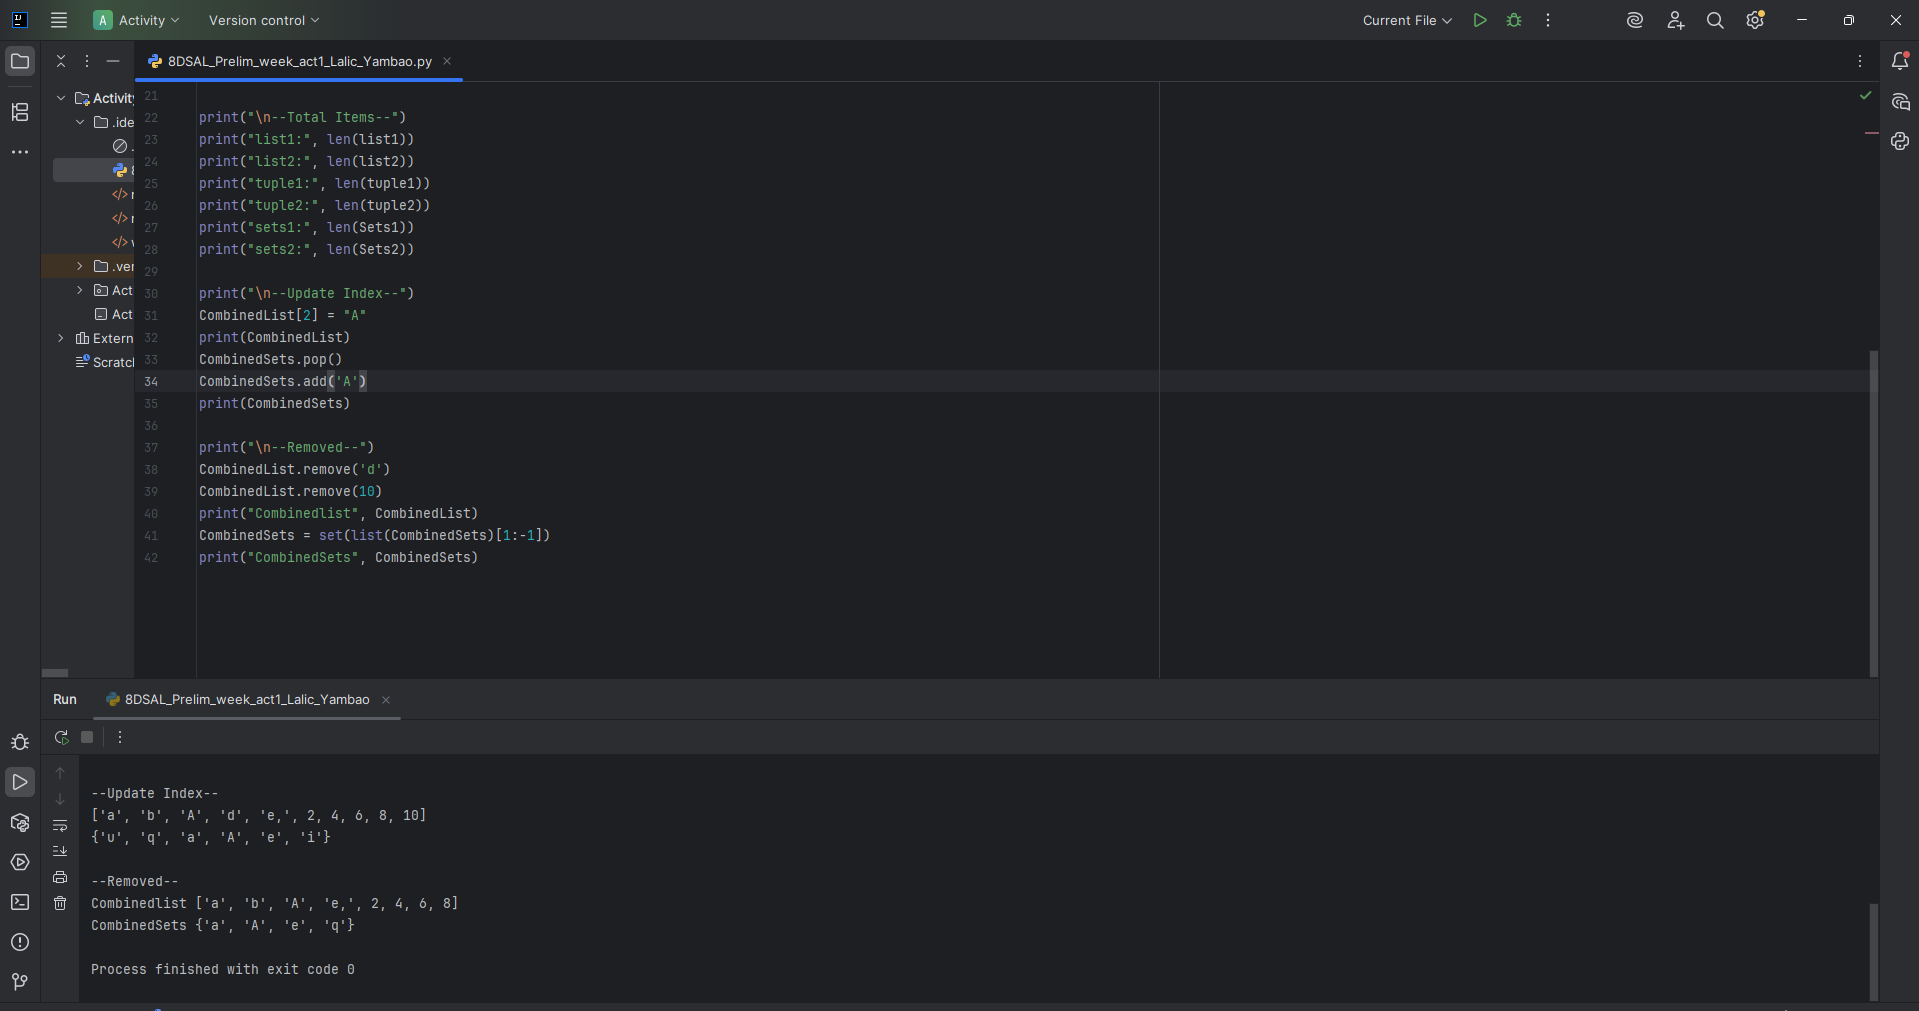 A Activity Version control Current File
8DSAL_Prelim_week_act1_Lalic_Yambao.py
Activity
.ide
.
8
Act
Act
.ver
Extern
Scratch
21
22 print("\n--Total Items--")
23 print("list1:", len(list1))
24 print("list2:", len(list2))
25 print("tuple1:", len(tuple1))
26 print("tuple2:", len(tuple2))
27 print("sets1:", len(Sets1))
28 print("sets2:", len(Sets2))
29
30 print("\n--Update Index--")
31 CombinedList[2] = "A"
32 print(CombinedList)
33 CombinedSets.pop()
34 CombinedSets.add('A')
35 print(CombinedSets)
36
37 print("\n--Removed--")
38 CombinedList.remove('d')
39 CombinedList.remove(10)
40 print("Combinedlist", CombinedList)
41 CombinedSets = set(list(CombinedSets)[1:-1])
42 print("CombinedSets", CombinedSets)
Run 8DSAL_Prelim_week_act1_Lalic_Yambao
--Update Index--
['a', 'b', 'A', 'd', 'e,', 2, 4, 6, 8, 10]
{'u', 'q', 'a', 'A', 'e', 'i'}
--Removed--
Combinedlist ['a', 'b', 'A', 'e,', 2, 4, 6, 8]
CombinedSets {'a', 'A', 'e', 'q'}
Process finished with exit code 0